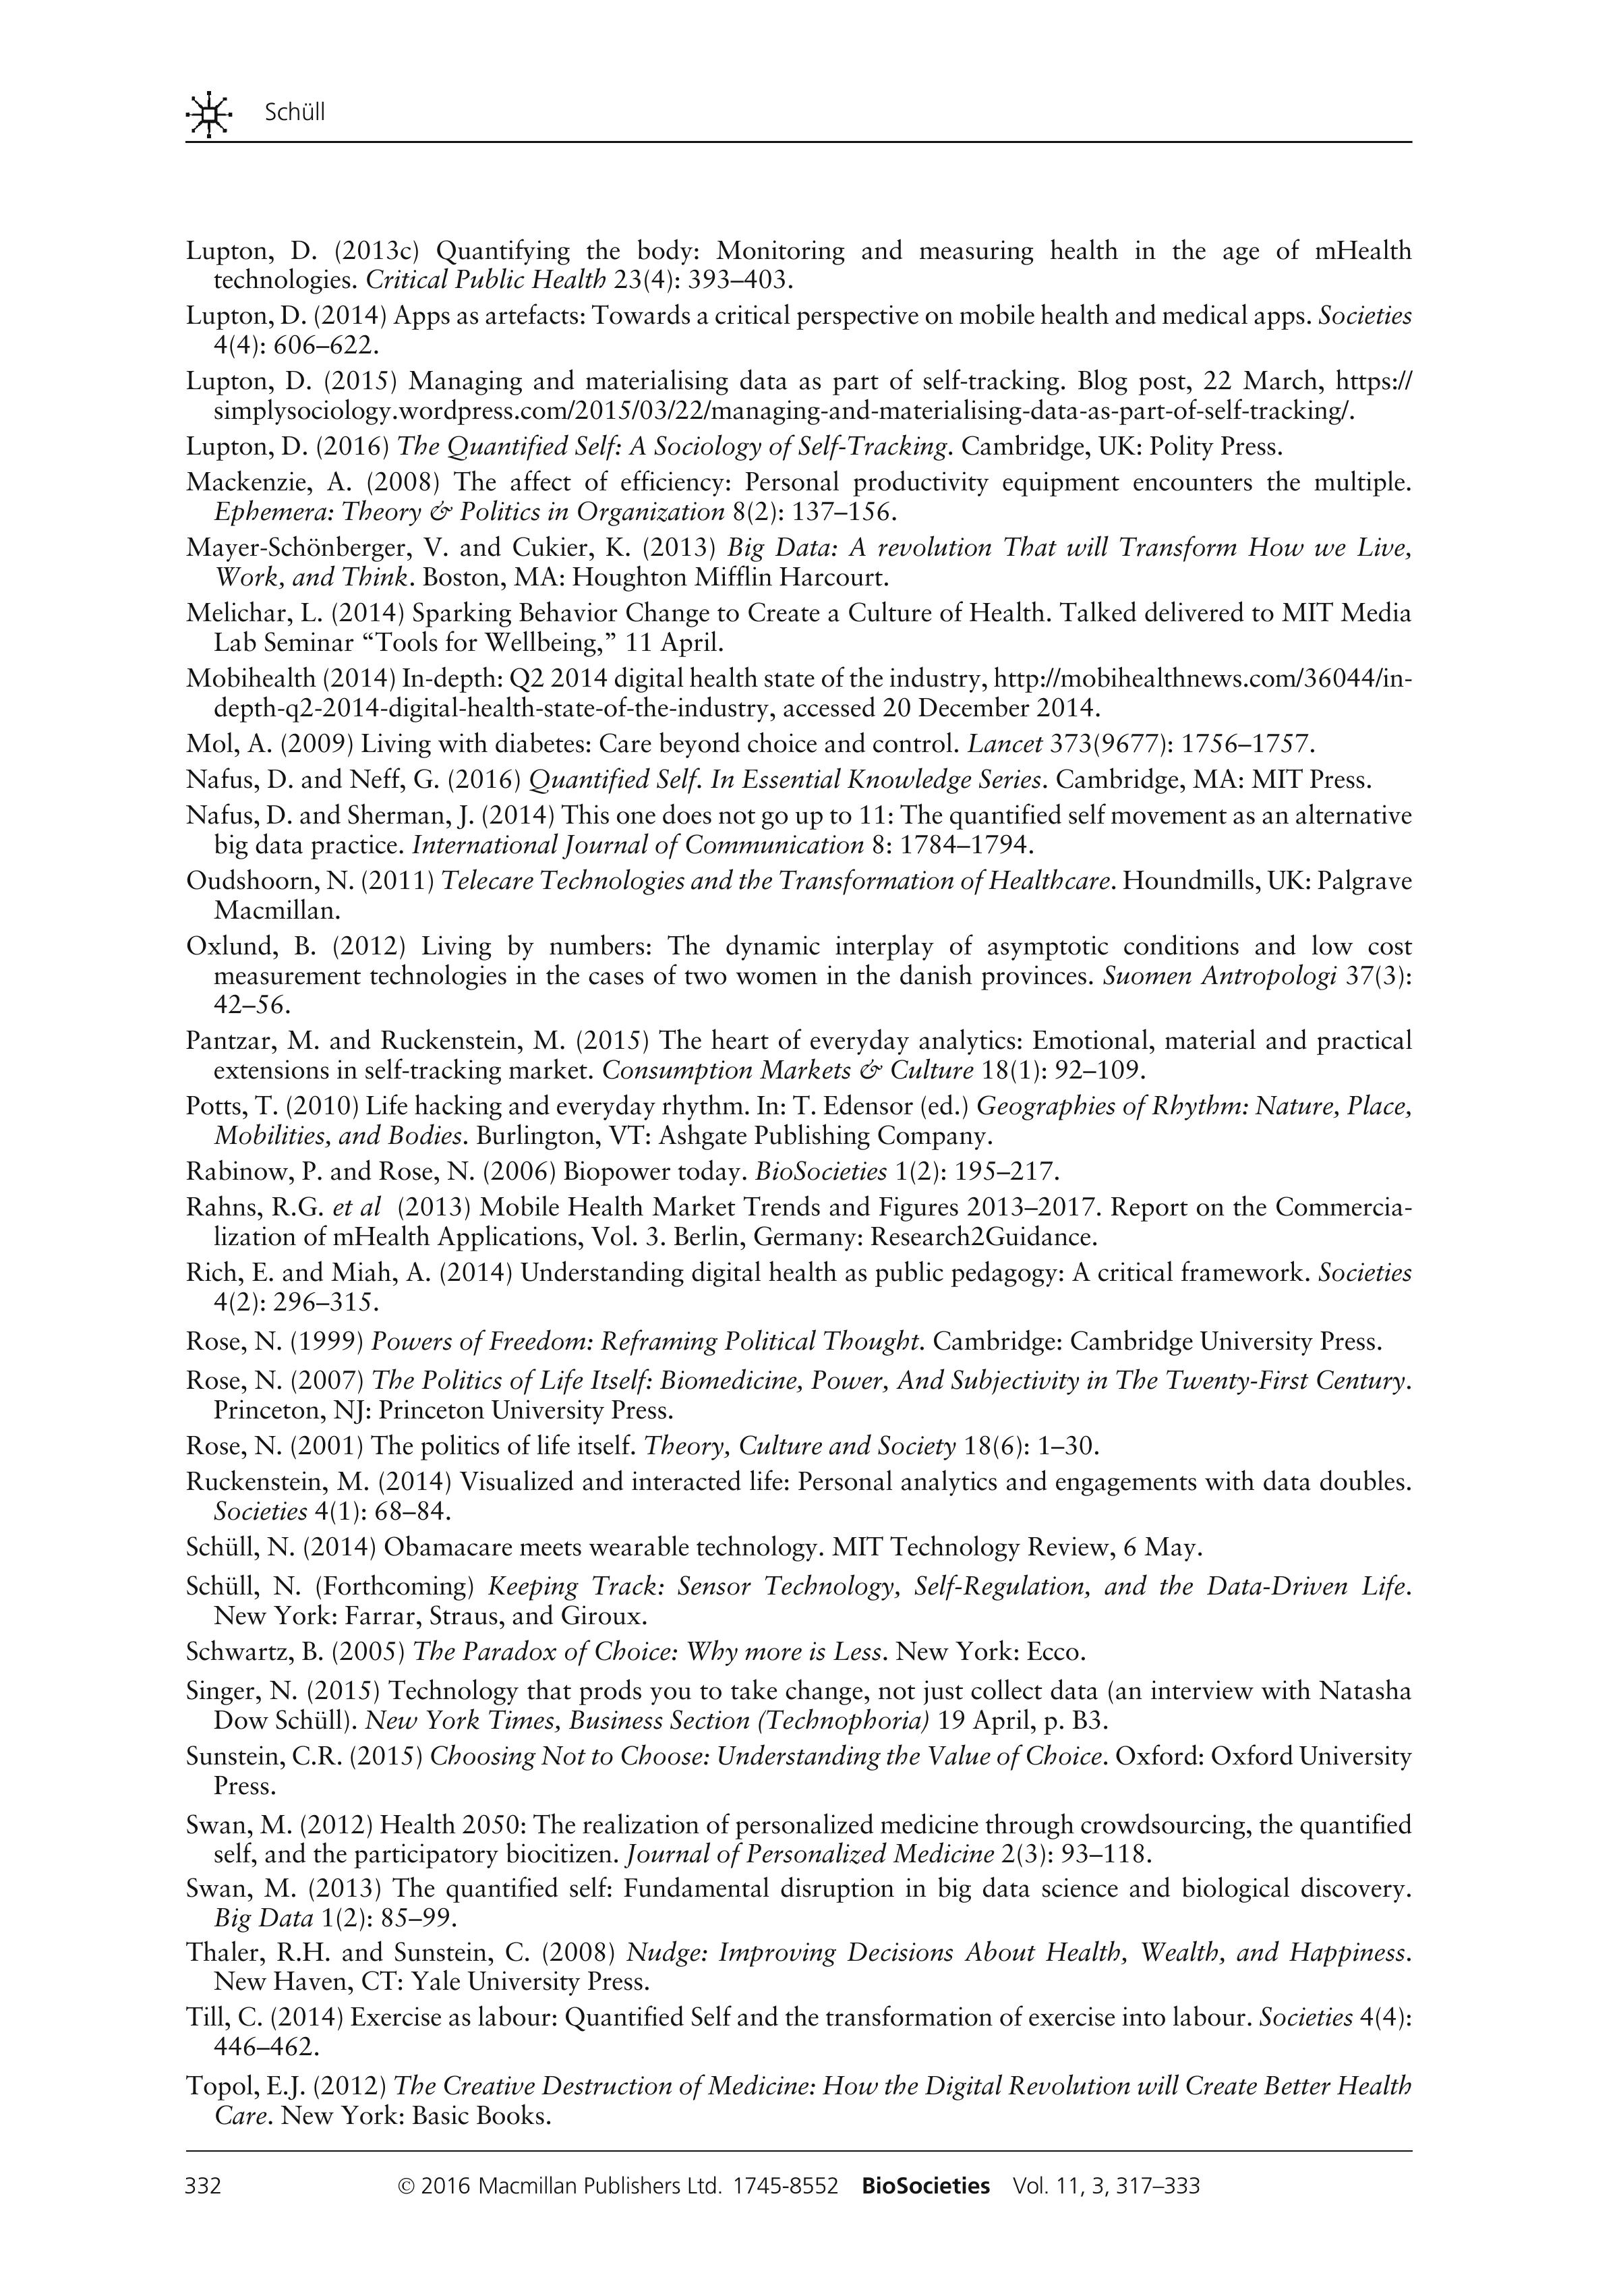 Schüll
Lupton, D. (2013c) Quantifying the body: Monitoring and measuring health in the age of mHealth
technologies. Critical Public Health 23(4): 393–403.
Lupton, D. (2014) Apps as artefacts: Towards a critical perspective on mobile health and medical apps. Societies
4(4): 606–622.
Lupton, D. (2015) Managing and materialising data as part of self-tracking. Blog post, 22 March, https://
simplysociology.wordpress.com/2015/03/22/managing-and-materialising-data-as-part-of-self-tracking/.
Lupton, D. (2016) The Quantified Self: A Sociology of Self-Tracking. Cambridge, UK: Polity Press.
Mackenzie, A. (2008) The affect of efficiency: Personal productivity equipment encounters the multiple.
Ephemera: Theory & Politics in Organization 8(2): 137–156.
Mayer-Schönberger, V. and Cukier, K. (2013) Big Data: A revolution That will Transform How we Live,
Work, and Think. Boston, MA: Houghton Mifflin Harcourt.
Melichar, L. (2014) Sparking Behavior Change to Create a Culture of Health. Talked delivered to MIT Media
Lab Seminar “Tools for Wellbeing,” 11 April.
Mobihealth (2014) In-depth: Q2 2014 digital health state of the industry, http://mobihealthnews.com/36044/in-
depth-q2-2014-digital-health-state-of-the-industry, accessed 20 December 2014.
Mol, A. (2009) Living with diabetes: Care beyond choice and control. Lancet 373(9677): 1756–1757.
Nafus, D. and Neff, G. (2016) Quantified Self. In Essential Knowledge Series. Cambridge, MA: MIT Press.
Nafus, D. and Sherman, J. (2014) This one does not go up to 11: The quantified self movement as an alternative
big data practice. International Journal of Communication 8: 1784–1794.
Oudshoorn, N. (2011) Telecare Technologies and the Transformation of Healthcare. Houndmills, UK: Palgrave
Macmillan.
Oxlund, B. (2012) Living by numbers: The dynamic interplay of asymptotic conditions and low cost
measurement technologies in the cases of two women in the danish provinces. Suomen Antropologi 37(3):
42–56.
Pantzar, M. and Ruckenstein, M. (2015) The heart of everyday analytics: Emotional, material and practical
extensions in self-tracking market. Consumption Markets & Culture 18(1): 92–109.
Potts, T. (2010) Life hacking and everyday rhythm. In: T. Edensor (ed.) Geographies of Rhythm: Nature, Place,
Mobilities, and Bodies. Burlington, VT: Ashgate Publishing Company.
Rabinow, P. and Rose, N. (2006) Biopower today. BioSocieties 1(2): 195–217.
Rahns, R.G. et al (2013) Mobile Health Market Trends and Figures 2013–2017. Report on the Commercia-
lization of mHealth Applications, Vol. 3. Berlin, Germany: Research2Guidance.
Rich, E. and Miah, A. (2014) Understanding digital health as public pedagogy: A critical framework. Societies
4(2): 296–315.
Rose, N. (1999) Powers of Freedom: Reframing Political Thought. Cambridge: Cambridge University Press.
Rose, N. (2007) The Politics of Life Itself: Biomedicine, Power, And Subjectivity in The Twenty-First Century.
Princeton, NJ: Princeton University Press.
Rose, N. (2001) The politics of life itself. Theory, Culture and Society 18(6): 1–30.
Ruckenstein, M. (2014) Visualized and interacted life: Personal analytics and engagements with data doubles.
Societies 4(1): 68–84.
Schüll, N. (2014) Obamacare meets wearable technology. MIT Technology Review, 6 May.
Schüll, N. (Forthcoming) Keeping Track: Sensor Technology, Self-Regulation, and the Data-Driven Life.
New York: Farrar, Straus, and Giroux.
Schwartz, B. (2005) The Paradox of Choice: Why more is Less. New York: Ecco.
Singer, N. (2015) Technology that prods you to take change, not just collect data (an interview with Natasha
Dow Schüll). New York Times, Business Section (Technophoria) 19 April, p. B3.
Sunstein, C.R. (2015) Choosing Not to Choose: Understanding the Value of Choice. Oxford: Oxford University
Press.
Swan, M. (2012) Health 2050: The realization of personalized medicine through crowdsourcing, the quantified
self, and the participatory biocitizen. Journal of Personalized Medicine 2(3): 93–118.
Swan, M. (2013) The quantified self: Fundamental disruption in big data science and biological discovery.
Big Data 1(2): 85–99.
Thaler, R.H. and Sunstein, C. (2008) Nudge: Improving Decisions About Health, Wealth, and Happiness.
New Haven, CT: Yale University Press.
Till, C. (2014) Exercise as labour: Quantified Self and the transformation of exercise into labour. Societies 4(4):
446–462.
Topol, E.J. (2012) The Creative Destruction of Medicine: How the Digital Revolution will Create Better Health
Care. New York: Basic Books.
332 © 2016 Macmillan Publishers Ltd. 1745-8552 BioSocieties Vol. 11, 3, 317–333